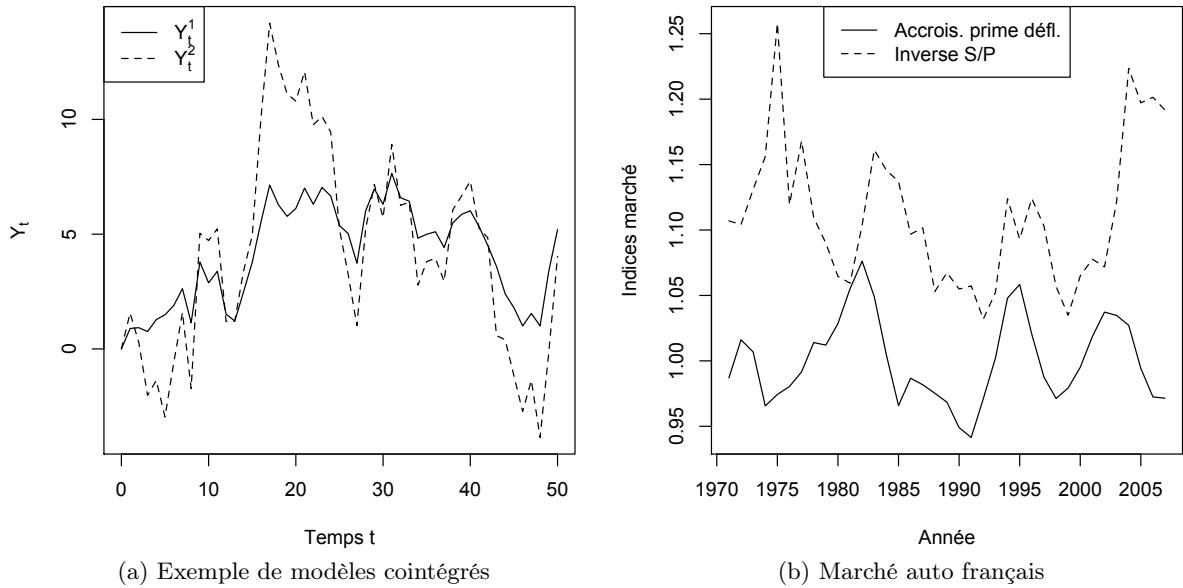 Y_t^1
Y_t^2
10
5
0
Y_t
0 10 20 30 40 50
Temps t
(a) Exemple de modèles cointégrés
Accrois. prime défl.
Inverse S/P
1.25
1.20
1.15
1.10
1.05
1.00
0.95
Indices marché
1970 1975 1980 1985 1990 1995 2000 2005
Année
(b) Marché auto français